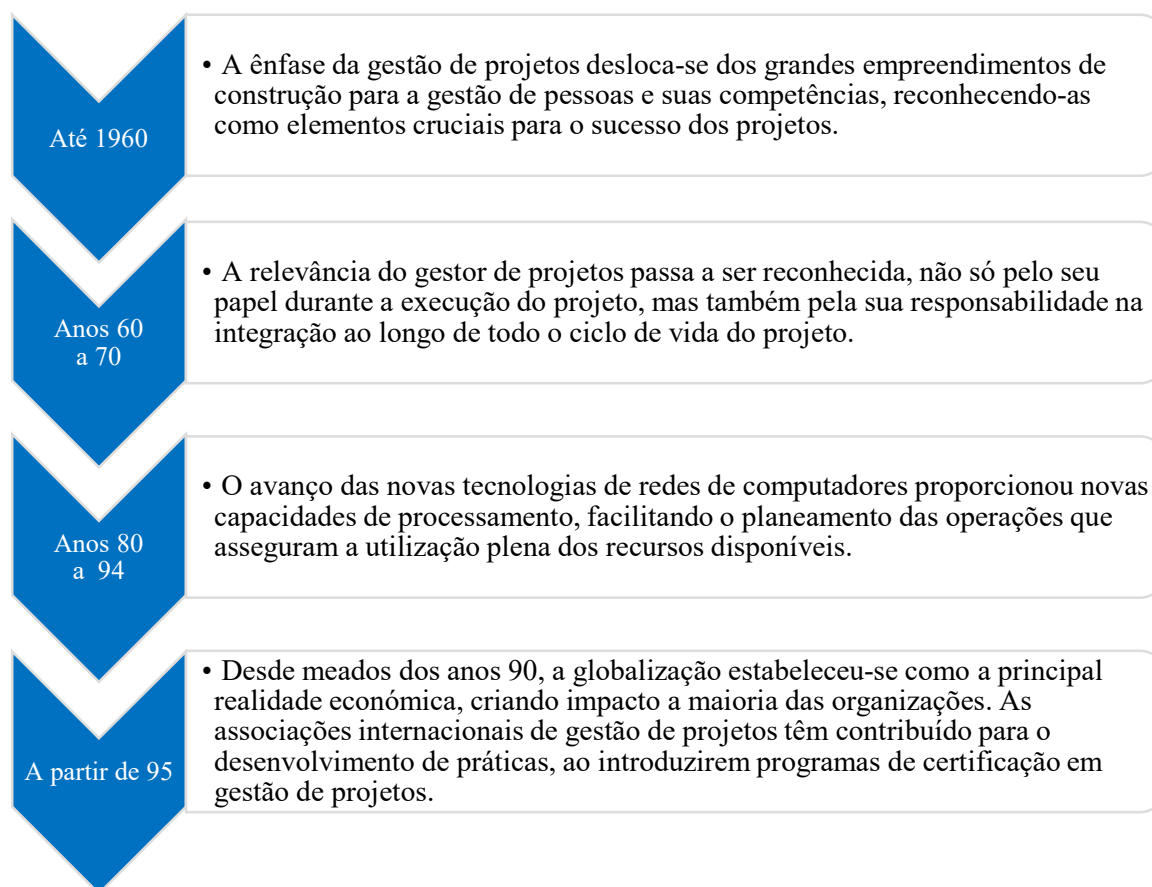 Até 1960
• A ênfase da gestão de projetos desloca-se dos grandes empreendimentos de
construção para a gestão de pessoas e suas competências, reconhecendo-as
como elementos cruciais para o sucesso dos projetos.
Anos 60
a 70
• A relevância do gestor de projetos passa a ser reconhecida, não só pelo seu
papel durante a execução do projeto, mas também pela sua responsabilidade na
integração ao longo de todo o ciclo de vida do projeto.
Anos 80
a 94
• O avanço das novas tecnologias de redes de computadores proporcionou novas
capacidades de processamento, facilitando o planeamento das operações que
asseguram a utilização plena dos recursos disponíveis.
A partir de 95
• Desde meados dos anos 90, a globalização estabeleceu-se como a principal
realidade económica, criando impacto a maioria das organizações. As
associações internacionais de gestão de projetos têm contribuído para o
desenvolvimento de práticas, ao introduzirem programas de certificação em
gestão de projetos.